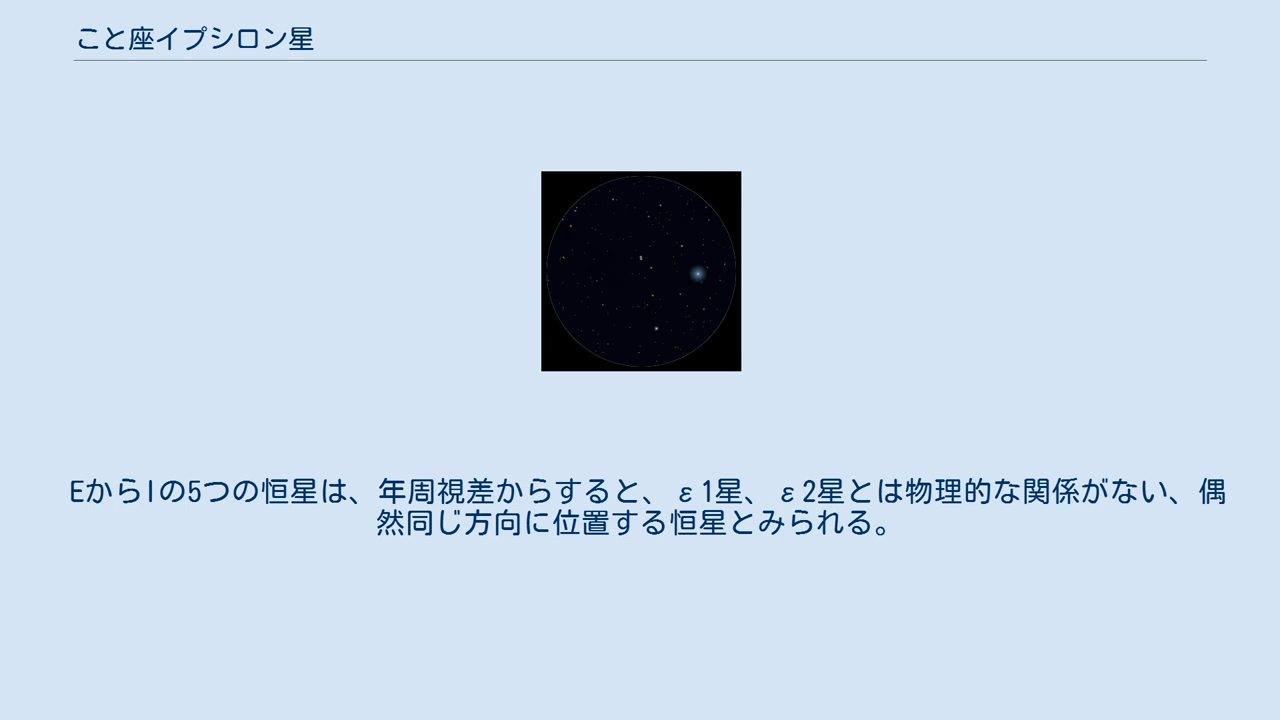 こと座イプシロン星
EからIの5つの恒星は、年周視差からすると、ε1星、ε2星とは物理的な関係がない、偶
然同じ方向に位置する恒星とみられる。